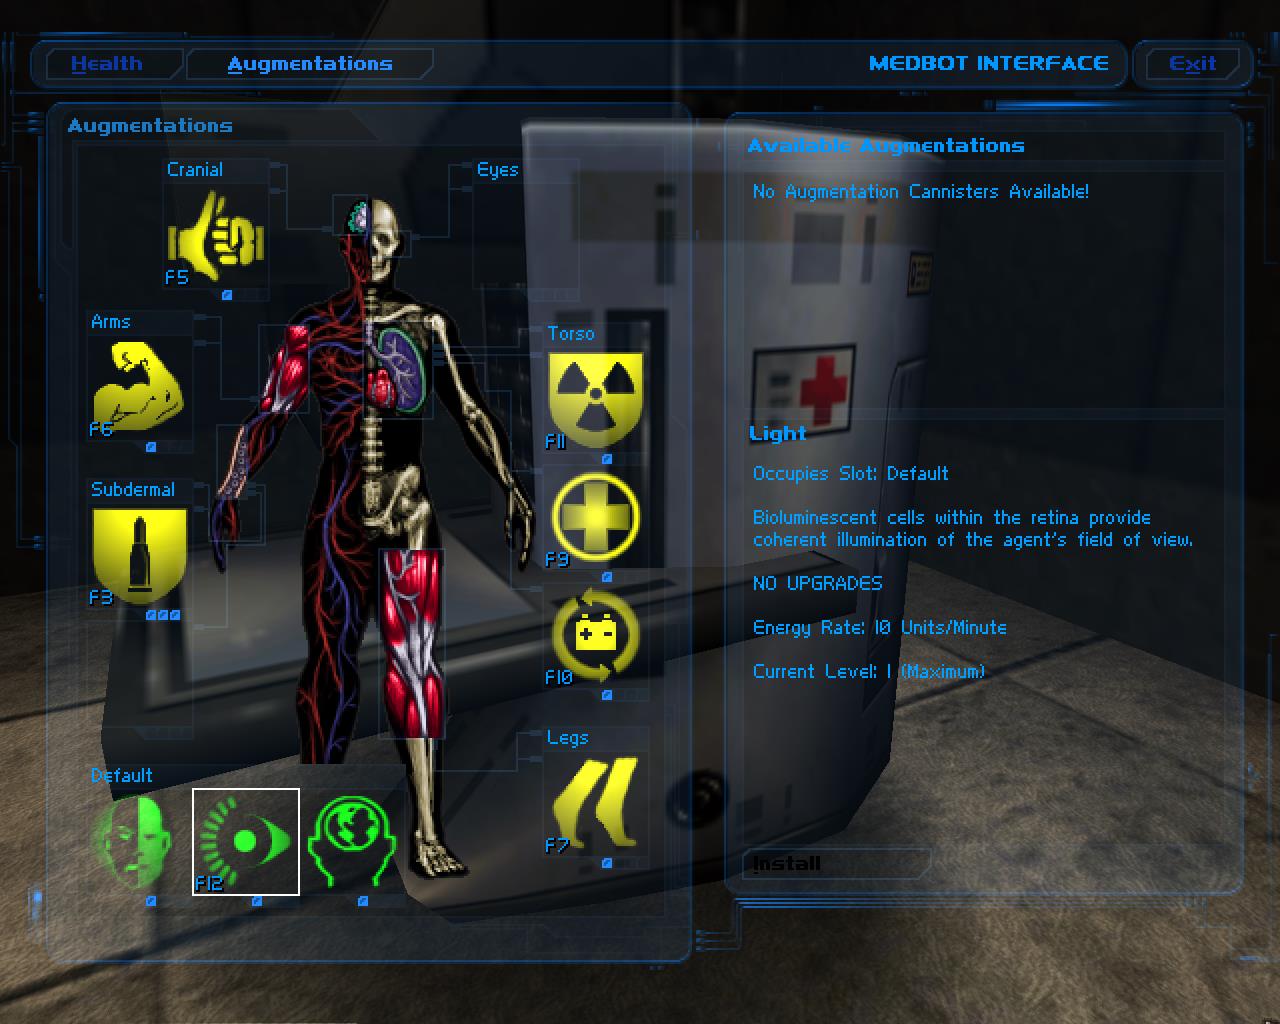 Health
Augmentations
MEDBOT INTERFACE
Exit
Augmentations
Cranial
F5
Eyes
Arms
F6
Subdermal
F3
Torso
F11
F9
F10
Legs
F7
Default
F12
Available Augmentations
No Augmentation Cannisters Available!
Light
Occupies Slot: Default
Bioluminescent cells within the retina provide
coherent illumination of the agent's field of view.
NO UPGRADES
Energy Rate: 10 Units/Minute
Current Level: 1 (Maximum)
Install